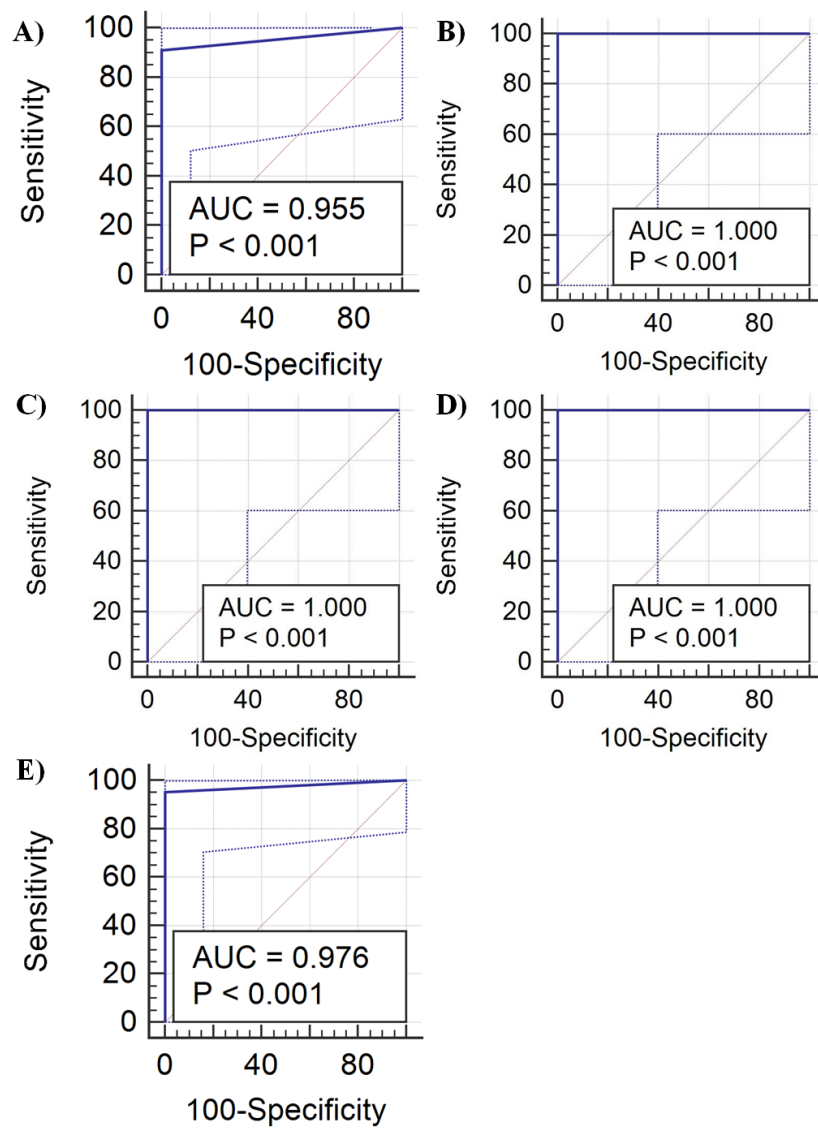 A)
100
80
60
40
20
0
Sensitivity
AUC = 0.955
P < 0.001
0 40 80
100-Specificity
B)
100
80
60
40
20
0
Sensitivity
AUC = 1.000
P < 0.001
0 40 80
100-Specificity
C)
100
80
60
40
20
0
Sensitivity
AUC = 1.000
P < 0.001
0 40 80
100-Specificity
D)
100
80
60
40
20
0
Sensitivity
AUC = 1.000
P < 0.001
0 40 80
100-Specificity
E)
100
80
60
40
20
0
Sensitivity
AUC = 0.976
P < 0.001
0 40 80
100-Specificity